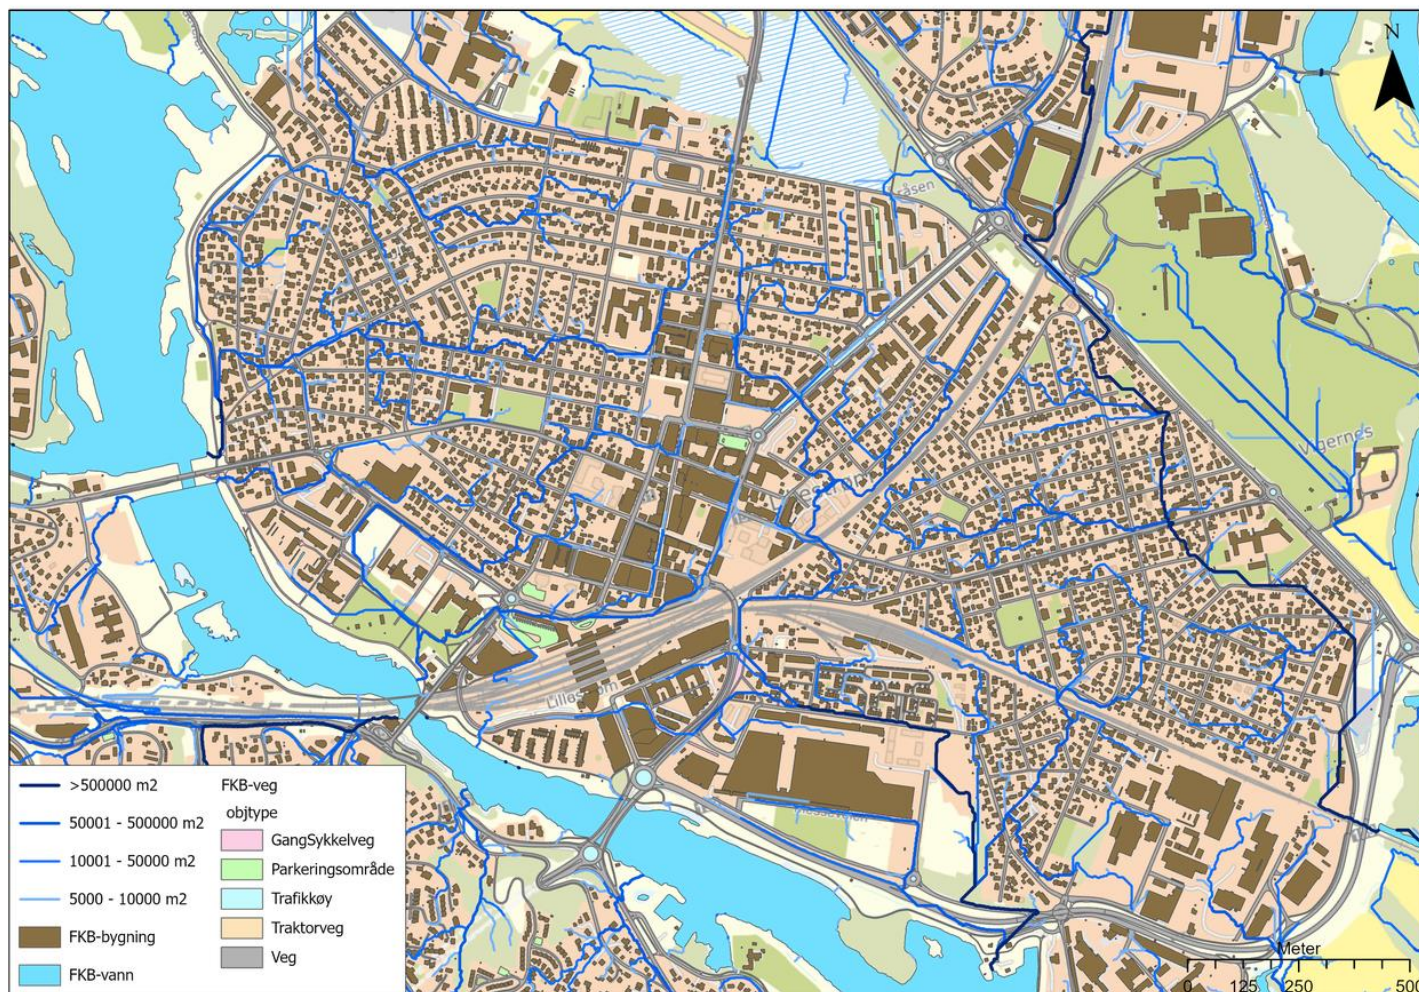 N
råsen
Vigernes
Lillestrøm
>500000 m2
50001 - 500000 m2
10001 - 50000 m2
5000 - 10000 m2
FKB-bygning
FKB-vann
FKB-veg
objtype
GangSykkelveg
Parkeringsområde
Trafikkøy
Traktorveg
Veg
Meter
0 125 250 500